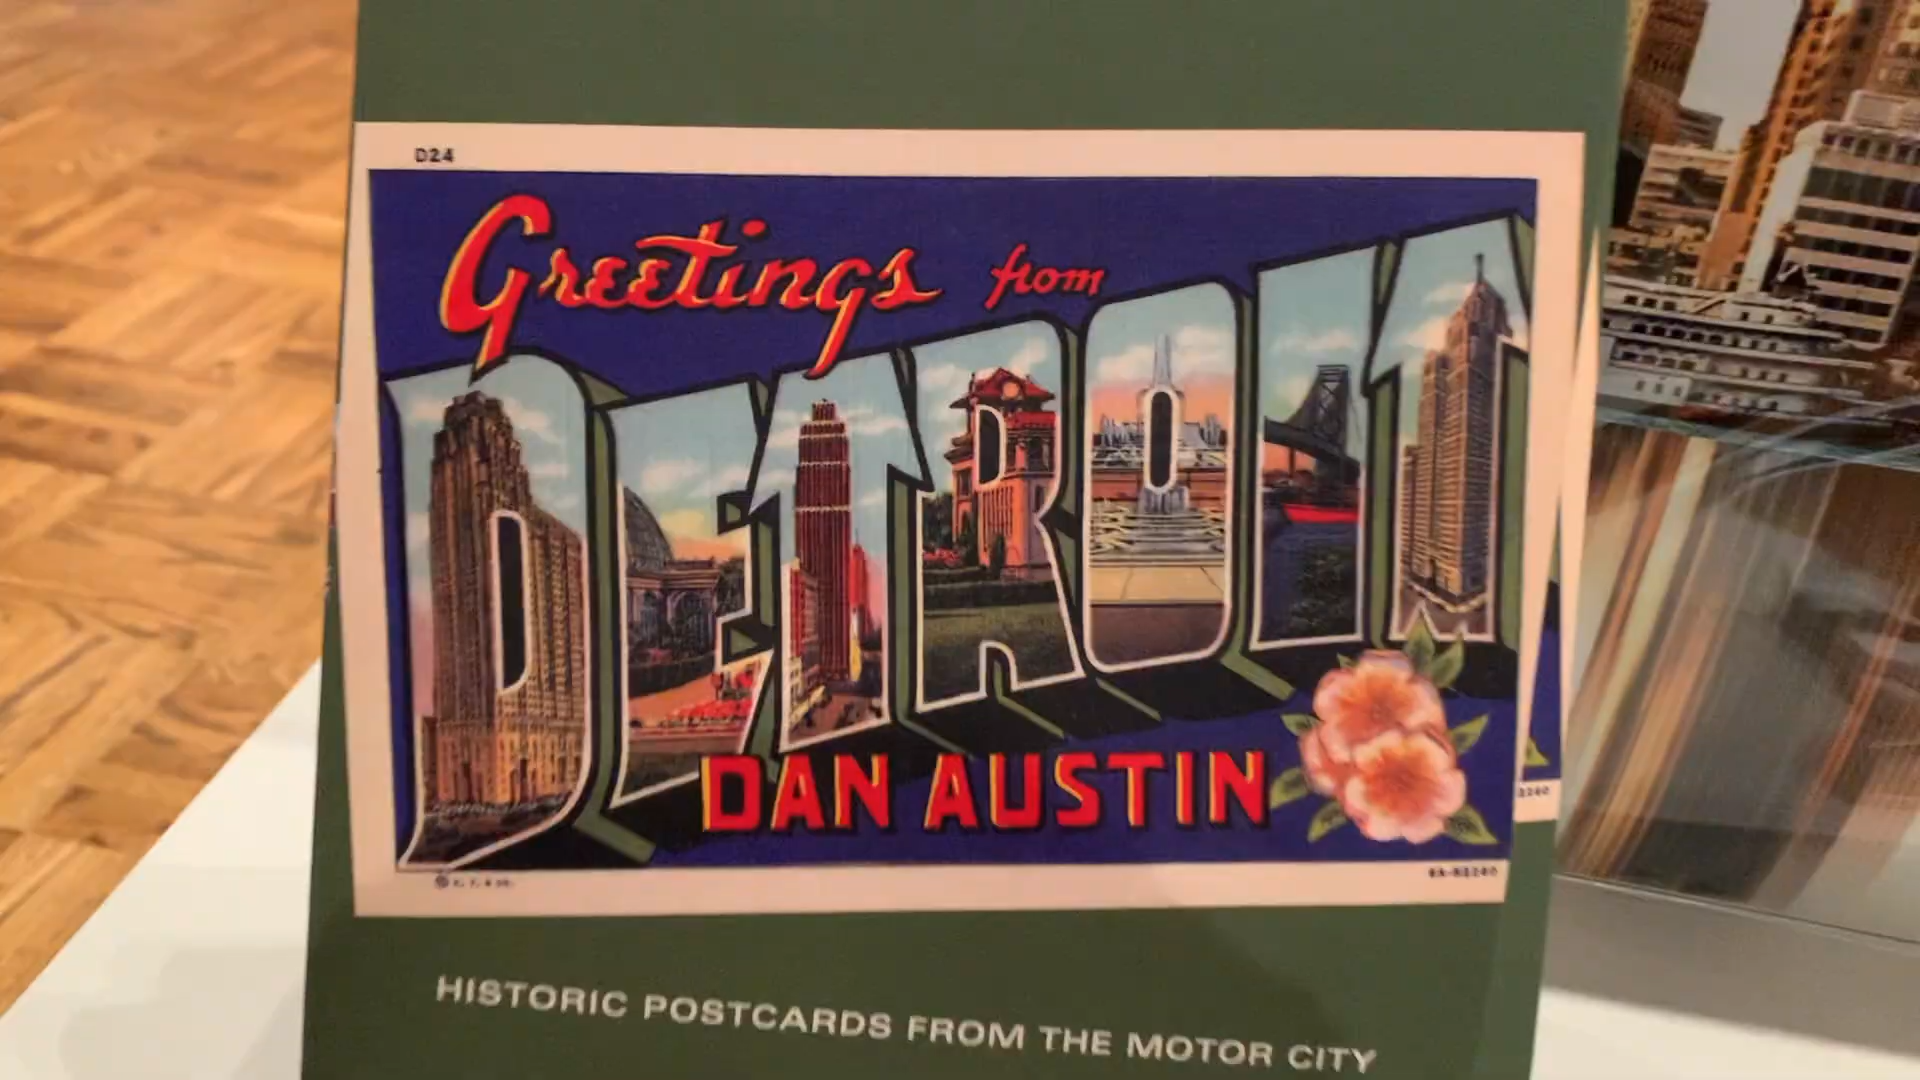 D24
Greetings from
DETROIT
DAN AUSTIN
HISTORIC POSTCARDS FROM THE MOTOR CITY